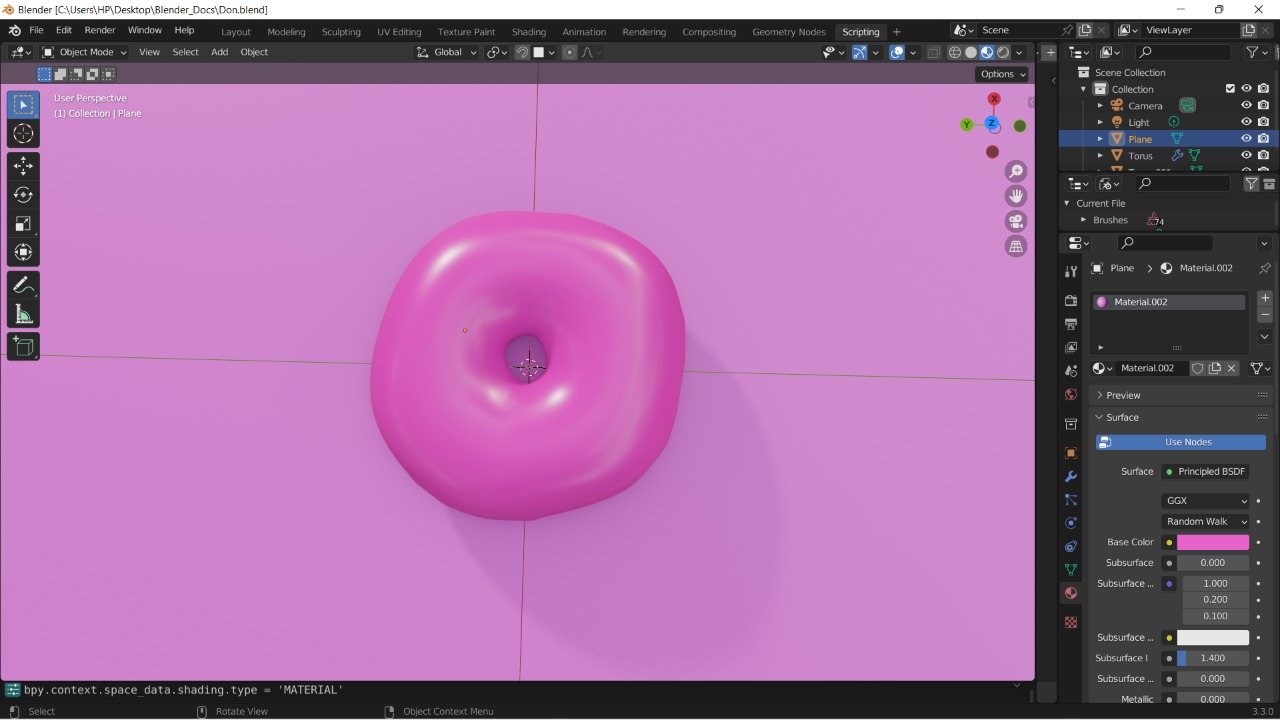 Blender [C:\Users\HP\Desktop\Blender_Docs\Don.blend]
File Edit Render Window Help Layout Modeling Sculpting UV Editing Texture Paint Shading Animation Rendering Compositing Geometry Nodes Scripting + Scene ViewLayer
Object Mode View Select Add Object Global
Options
User Perspective
(1) Collection | Plane
X
Y
Z
Scene Collection
Collection
Camera
Light
Plane
Torus
Current File
Brushes 74
Plane > Material.002
Material.002
Material.002
Preview
Surface
Use Nodes
Surface Principled BSDF
GGX
Random Walk
Base Color
Subsurface 0.000
Subsurface ... 1.000
0.200
0.100
Subsurface ...
Subsurface I 1.400
Subsurface ... 0.000
Metallic 0.000
bpy.context.space_data.shading.type = 'MATERIAL'
Select Rotate View Object Context Menu 3.3.0